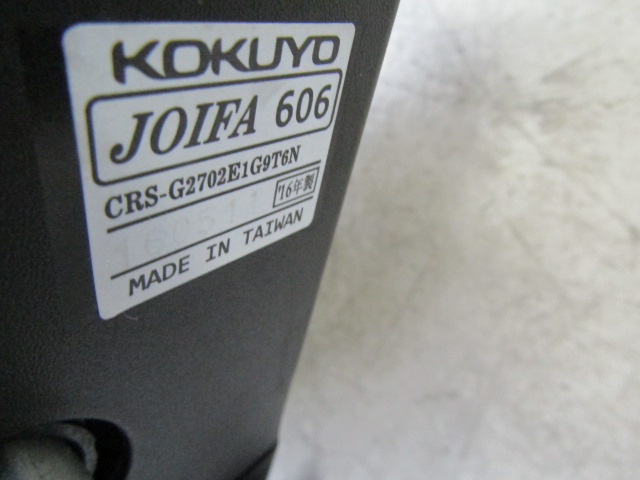 KOKUYO
JOIFA 606
CRS-G2702E1G9T6N
'16年製
MADE IN TAIWAN